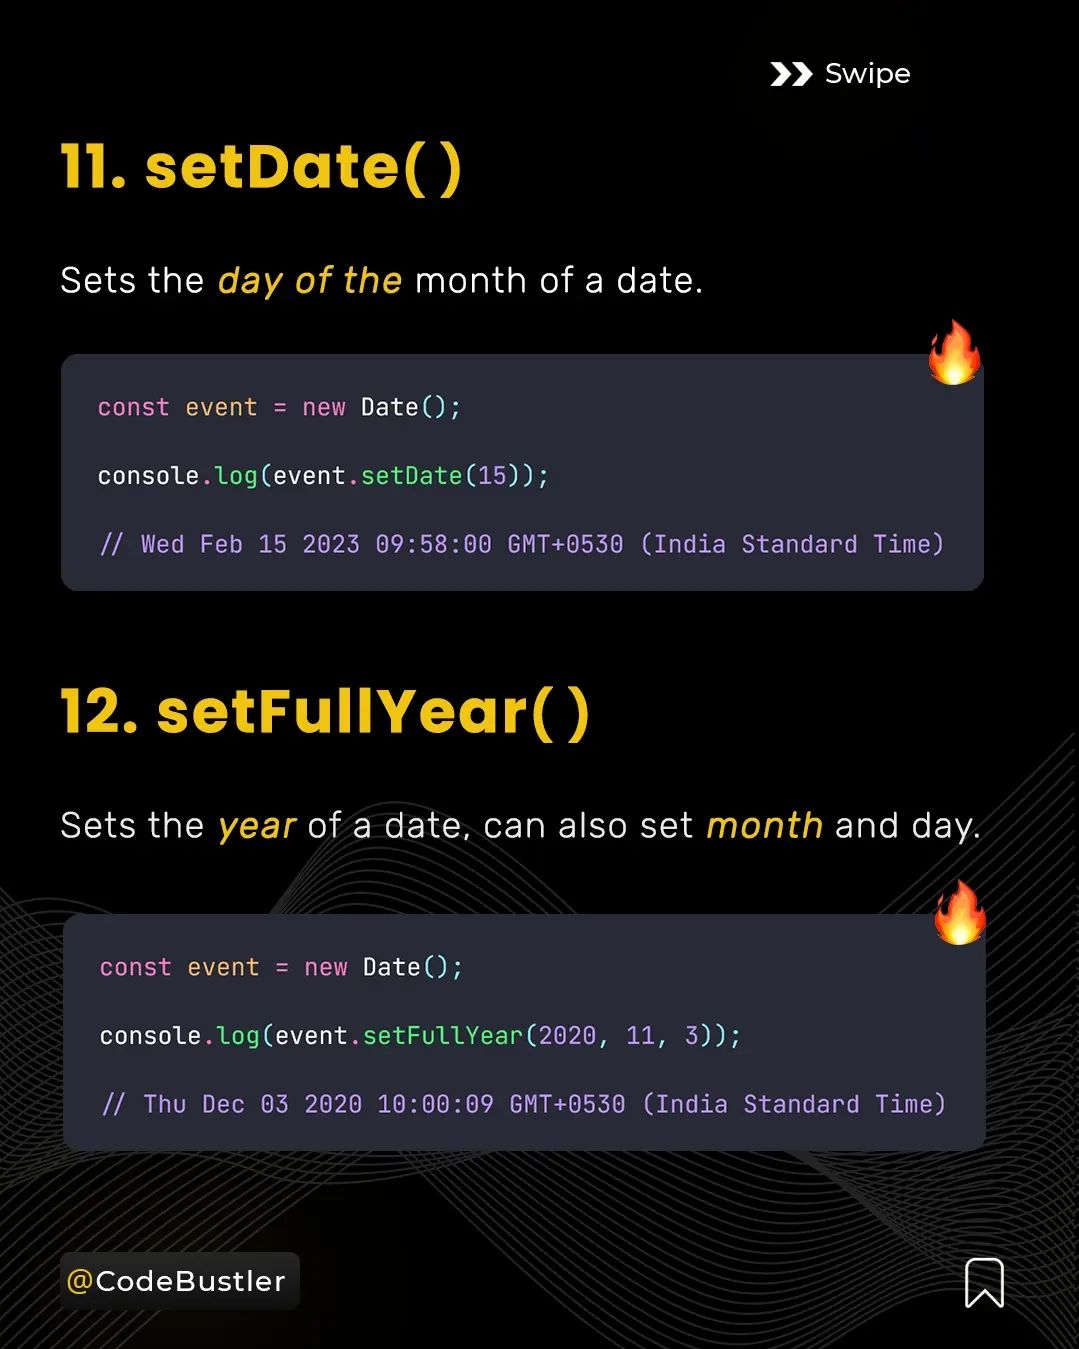 Swipe
11. setDate()
Sets the day of the month of a date.
const event = new Date();
console.log(event.setDate(15));
// Wed Feb 15 2023 09:58:00 GMT+0530 (India Standard Time)
12. setFullYear()
Sets the year of a date, can also set month and day.
const event = new Date();
console.log(event.setFullYear(2020, 11, 3));
// Thu Dec 03 2020 10:00:09 GMT+0530 (India Standard Time)
@CodeBustler